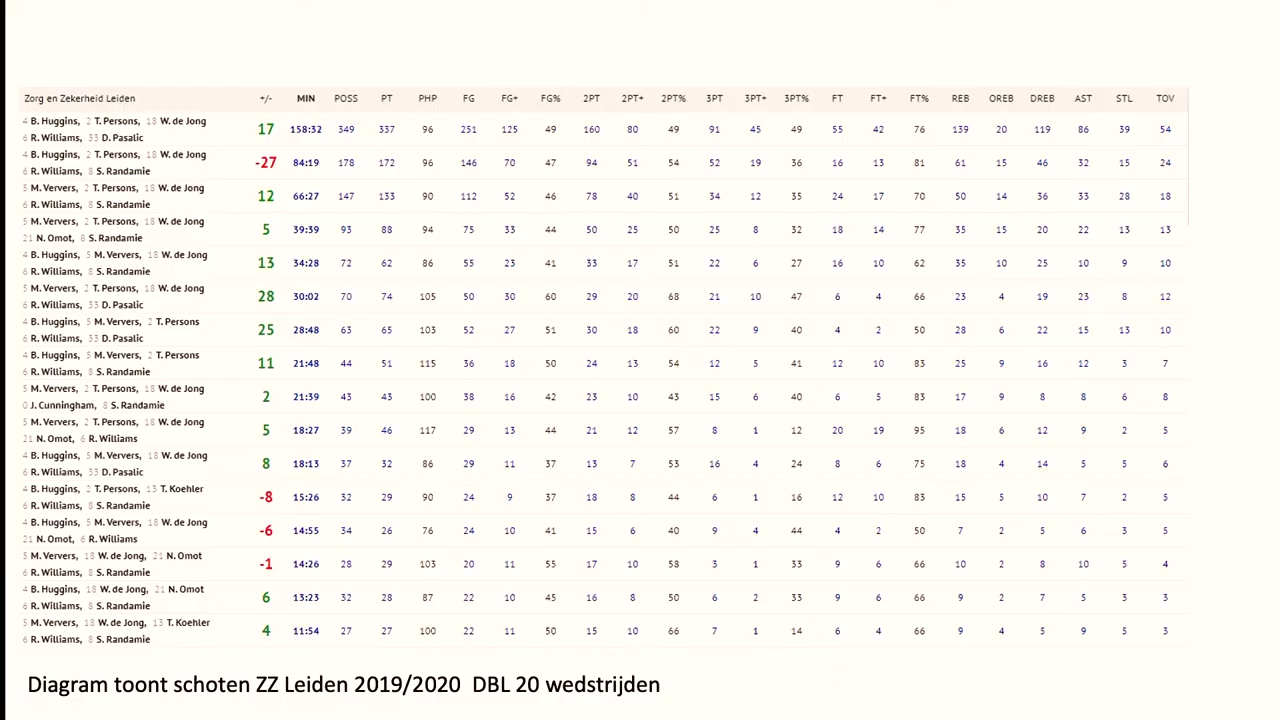 Zorg en Zekerheid Leiden +/- MIN POSS PT PHP FG FG+ FG% 2PT 2PT+ 2PT% 3PT 3PT+ 3PT% FT FT+ FT% REB OREB DREB AST STL TOV
4 B. Huggins, 2 T. Persons, 18 W. de Jong
6 R. Williams, 33 D. Pasalic
17 158:32 349 337 96 251 125 49 160 80 49 91 45 49 55 42 76 139 20 119 86 39 54
4 B. Huggins, 2 T. Persons, 18 W. de Jong
6 R. Williams, 8 S. Randamie
-27 84:19 178 172 96 146 70 47 94 51 54 52 19 36 16 13 81 61 15 46 32 15 24
5 M. Ververs, 2 T. Persons, 18 W. de Jong
6 R. Williams, 8 S. Randamie
12 66:27 147 133 90 112 52 46 78 40 51 34 12 35 24 17 70 50 14 36 33 28 18
5 M. Ververs, 2 T. Persons, 18 W. de Jong
21 N. Omot, 8 S. Randamie
5 39:39 93 88 94 75 33 44 50 25 50 25 8 32 18 14 77 35 15 20 22 13 13
4 B. Huggins, 5 M. Ververs, 18 W. de Jong
6 R. Williams, 8 S. Randamie
13 34:28 72 62 86 55 23 41 33 17 51 22 6 27 16 10 62 35 10 25 10 9 10
5 M. Ververs, 2 T. Persons, 18 W. de Jong
6 R. Williams, 33 D. Pasalic
28 30:02 70 74 105 50 30 60 29 20 68 21 10 47 6 4 66 23 4 19 23 8 12
4 B. Huggins, 5 M. Ververs, 2 T. Persons
6 R. Williams, 33 D. Pasalic
25 28:48 63 65 103 52 27 51 30 18 60 22 9 40 4 2 50 28 6 22 15 13 10
4 B. Huggins, 5 M. Ververs, 2 T. Persons
6 R. Williams, 8 S. Randamie
11 21:48 44 51 115 36 18 50 24 13 54 12 5 41 12 10 83 25 9 16 12 3 7
5 M. Ververs, 2 T. Persons, 18 W. de Jong
0 J. Cunningham, 8 S. Randamie
2 21:39 43 43 100 38 16 42 23 10 43 15 6 40 6 5 83 17 9 8 8 6 8
5 M. Ververs, 2 T. Persons, 18 W. de Jong
21 N. Omot, 6 R. Williams
5 18:27 39 46 117 29 13 44 21 12 57 8 1 12 20 19 95 18 6 12 9 2 5
4 B. Huggins, 5 M. Ververs, 18 W. de Jong
6 R. Williams, 33 D. Pasalic
8 18:13 37 32 86 29 11 37 13 7 53 16 4 24 8 6 75 18 4 14 5 5 6
4 B. Huggins, 2 T. Persons, 13 T. Koehler
6 R. Williams, 8 S. Randamie
-8 15:26 32 29 90 24 9 37 18 8 44 6 1 16 12 10 83 15 5 10 7 2 5
4 B. Huggins, 5 M. Ververs, 18 W. de Jong
21 N. Omot, 6 R. Williams
-6 14:55 34 26 76 24 10 41 15 6 40 9 4 44 4 2 50 7 2 5 6 3 5
5 M. Ververs, 18 W. de Jong, 21 N. Omot
6 R. Williams, 8 S. Randamie
-1 14:26 28 29 103 20 11 55 17 10 58 3 1 33 9 6 66 10 2 8 10 5 4
4 B. Huggins, 18 W. de Jong, 21 N. Omot
6 R. Williams, 8 S. Randamie
6 13:23 32 28 87 22 10 45 16 8 50 6 2 33 9 6 66 9 2 7 5 3 3
5 M. Ververs, 18 W. de Jong, 13 T. Koehler
6 R. Williams, 8 S. Randamie
4 11:54 27 27 100 22 11 50 15 10 66 7 1 14 6 4 66 9 4 5 9 5 3
Diagram toont schoten ZZ Leiden 2019/2020 DBL 20 wedstrijden